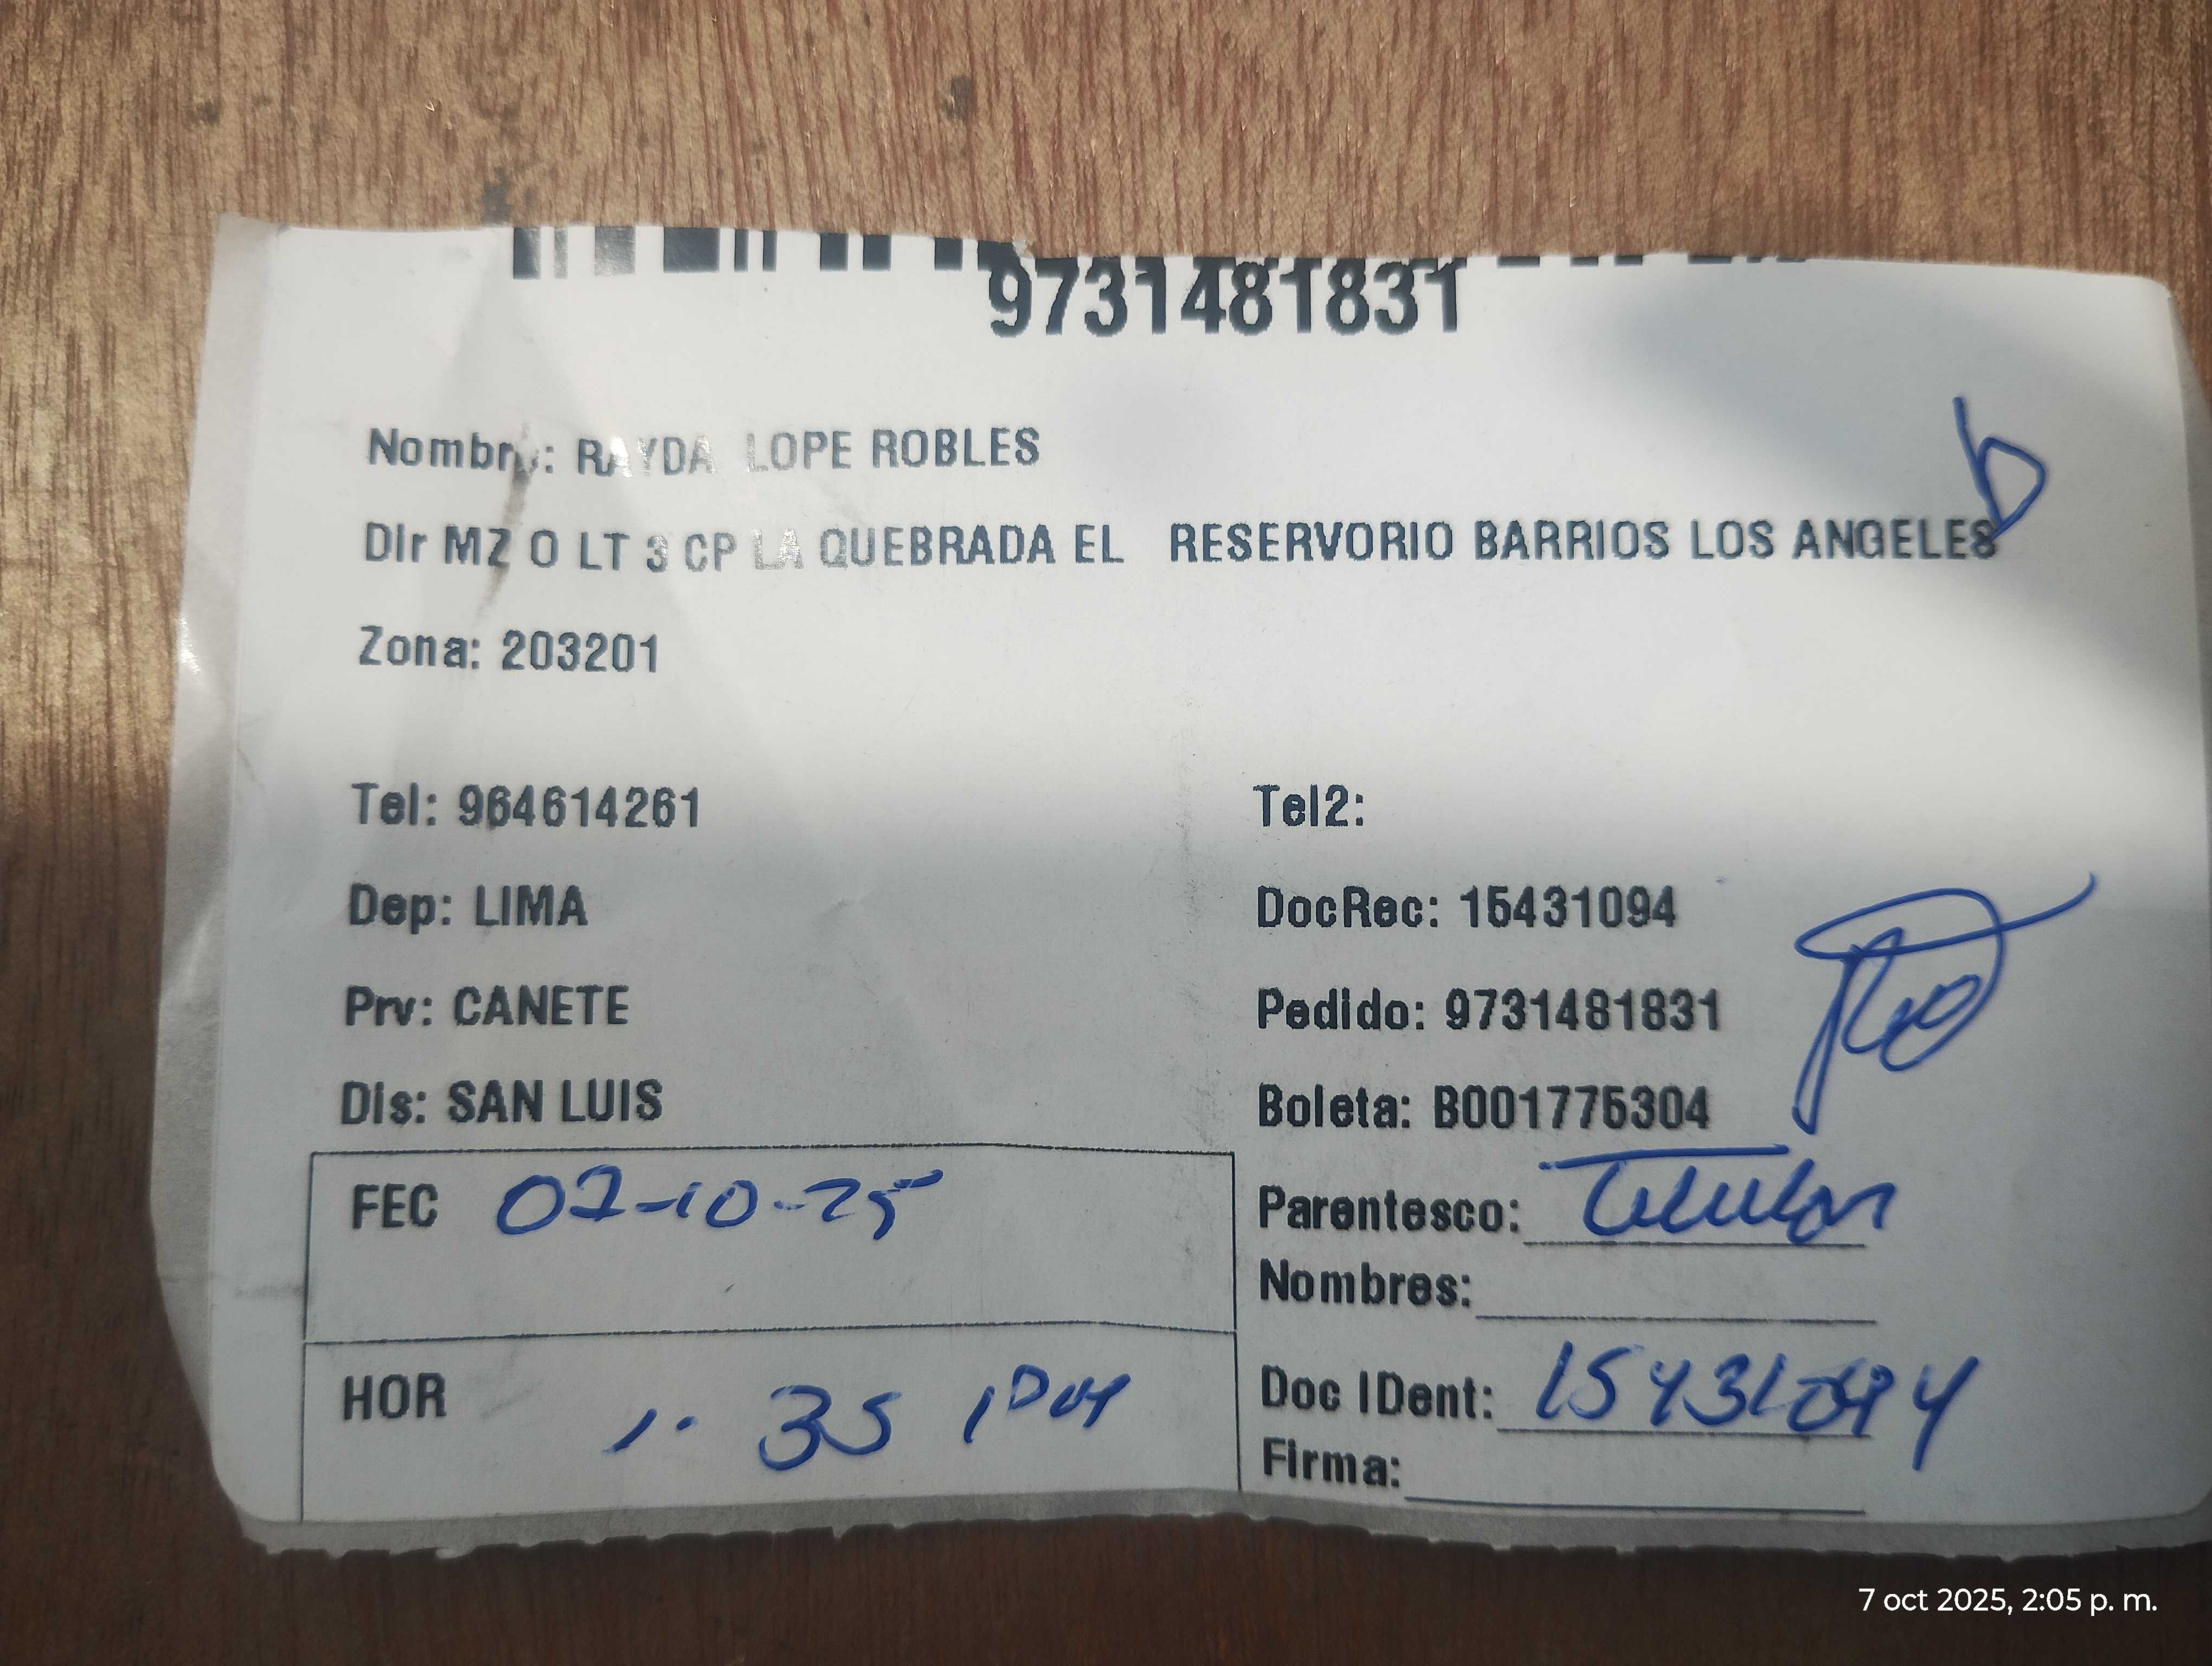 9731481831
Nombre: RAYDA LOPE ROBLES
Dir MZ O LT 3 CP LA QUEBRADA EL RESERVORIO BARRIOS LOS ANGELES
Zona: 203201
Tel: 964614261 Tel2:
Dep: LIMA DocRec: 15431094
Prv: CANETE Pedido: 9731481831
Dis: SAN LUIS Boleta: B001775304
FEC 07-10-25 Parentesco: Titular
Nombres:
HOR 1:35 pm Doc IDent: 15431094
Firma:
7 oct 2025, 2:05 p. m.